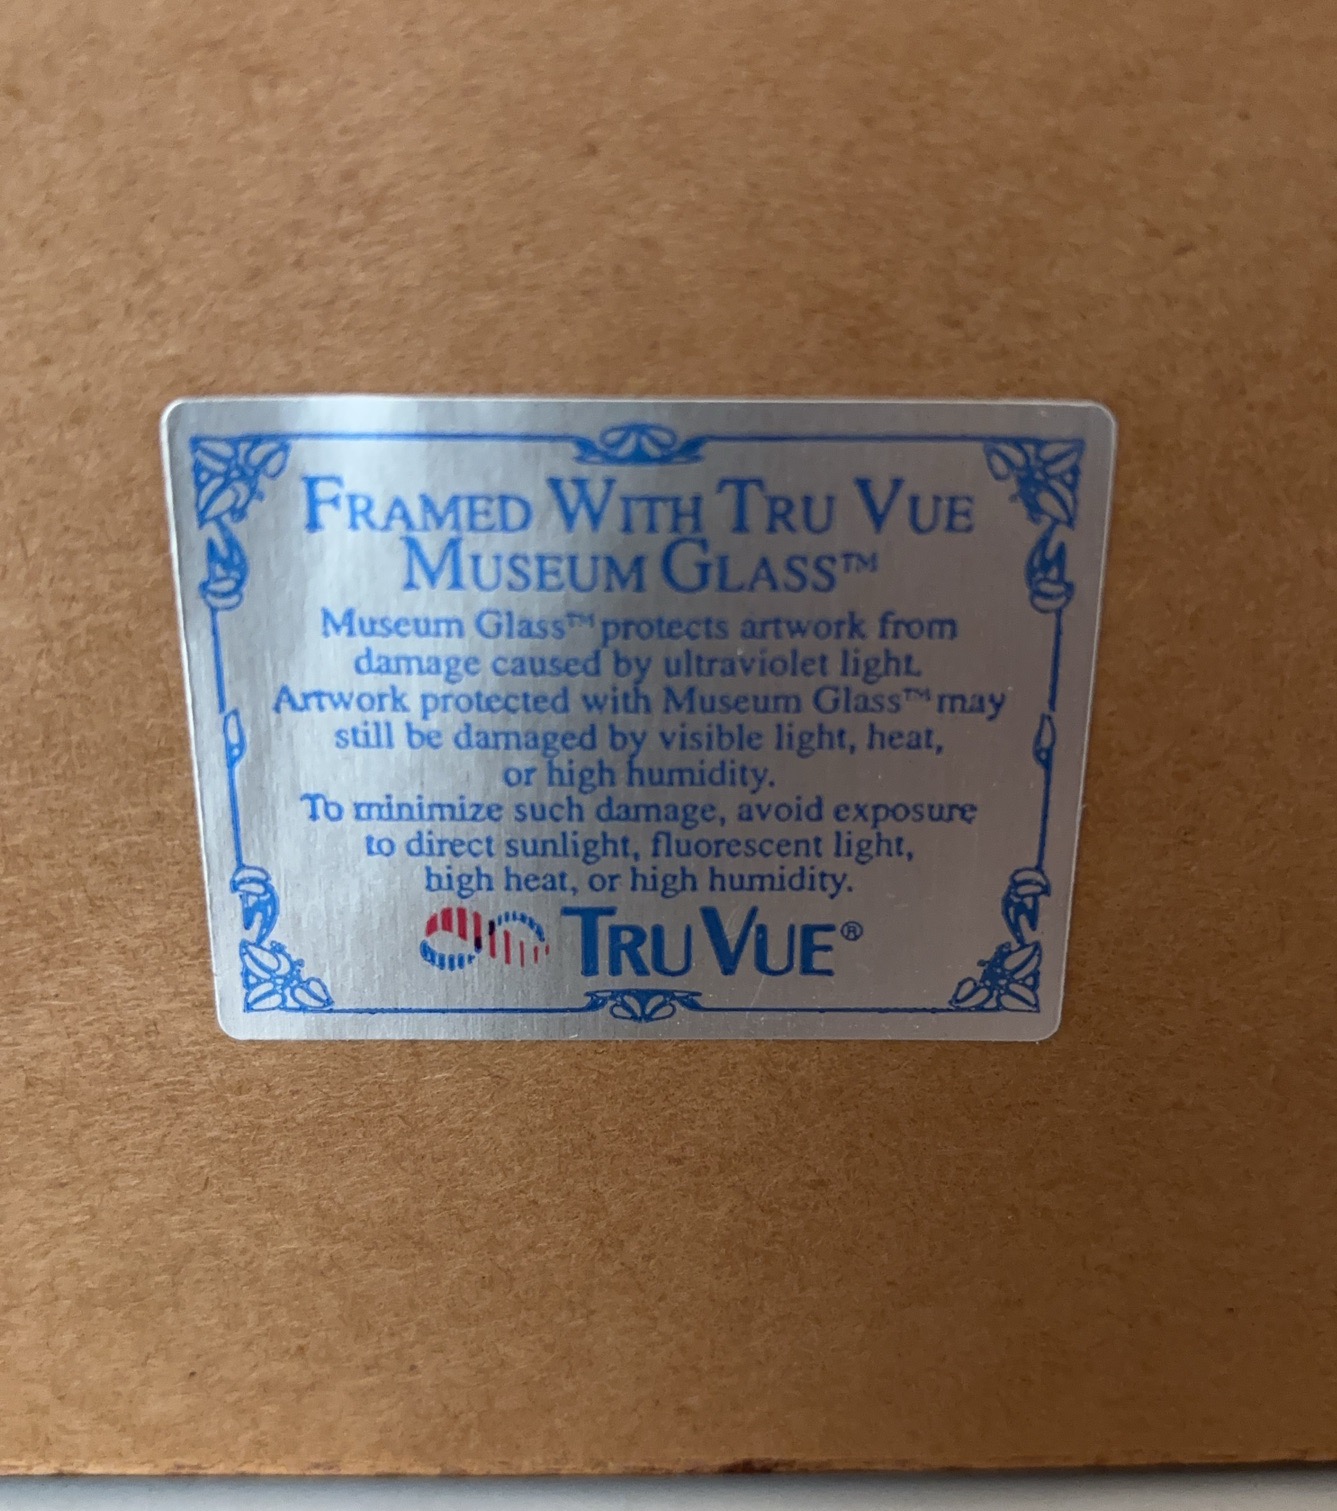 FRAMED WITH TRU VUE
MUSEUM GLASS™
Museum Glass™ protects artwork from
damage caused by ultraviolet light.
Artwork protected with Museum Glass™ may
still be damaged by visible light, heat,
or high humidity.
To minimize such damage, avoid exposure
to direct sunlight, fluorescent light,
high heat, or high humidity.
TRU VUE®